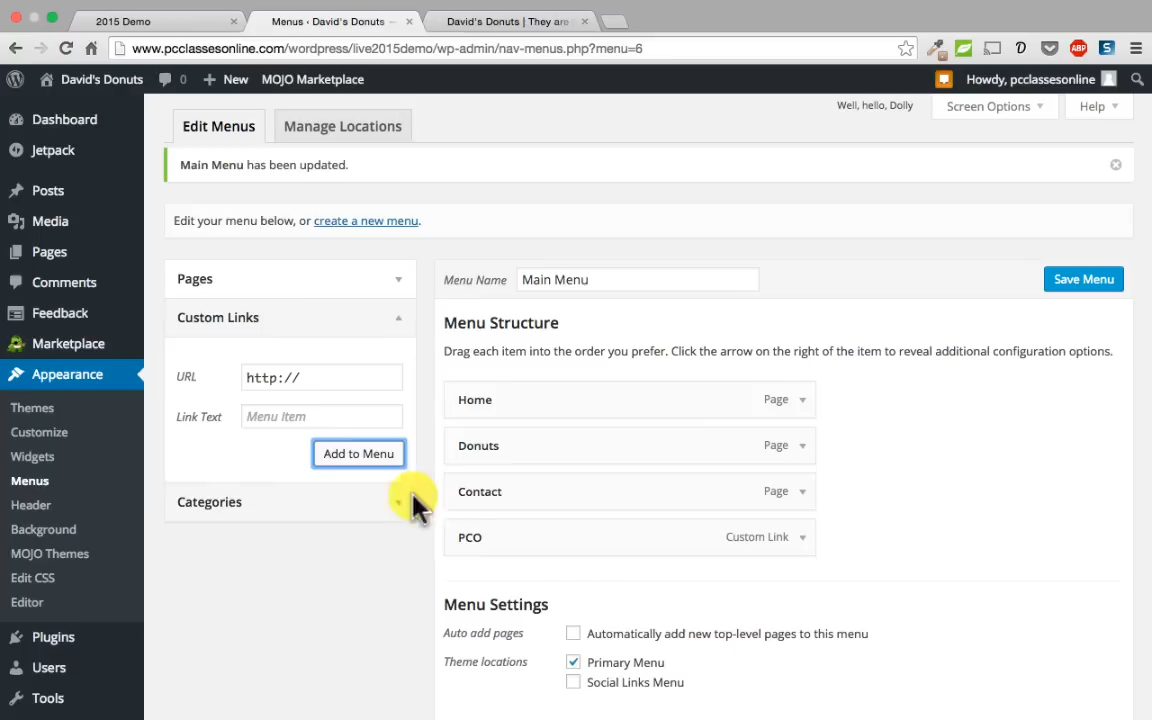 2015 Demo
Menus ‹ David's Donuts —
David's Donuts | They are
www.pcclassesonline.com/wordpress/live2015demo/wp-admin/nav-menus.php?menu=6
ABP
S
David's Donuts
0
New
MOJO Marketplace
Howdy, pcclassesonline
Well, hello, Dolly
Screen Options
Help
Dashboard
Jetpack
Posts
Media
Pages
Comments
Feedback
Marketplace
Appearance
Themes
Customize
Widgets
Menus
Header
Background
MOJO Themes
Edit CSS
Editor
Plugins
Users
Tools
Edit Menus
Manage Locations
Main Menu has been updated.
Edit your menu below, or create a new menu.
Pages
Custom Links
URL
http://
Link Text
Menu Item
Add to Menu
Categories
Menu Name
Main Menu
Save Menu
Menu Structure
Drag each item into the order you prefer. Click the arrow on the right of the item to reveal additional configuration options.
Home
Page
Donuts
Page
Contact
Page
PCO
Custom Link
Menu Settings
Auto add pages
Automatically add new top-level pages to this menu
Theme locations
Primary Menu
Social Links Menu